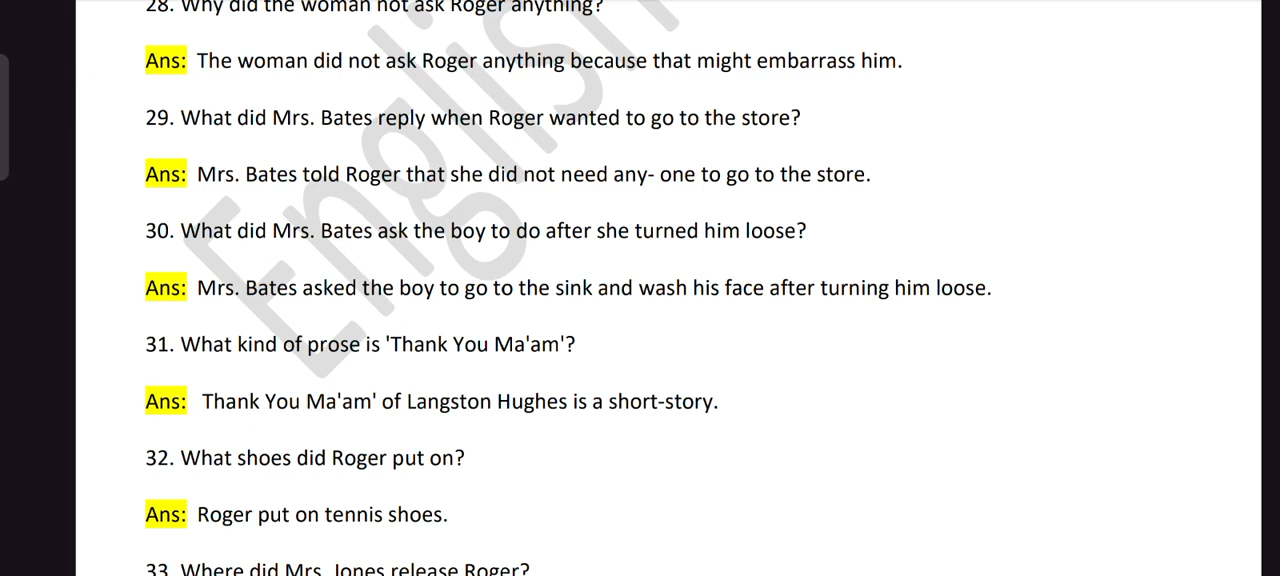 28. Why did the woman not ask Roger anything?
Ans: The woman did not ask Roger anything because that might embarrass him.
29. What did Mrs. Bates reply when Roger wanted to go to the store?
Ans: Mrs. Bates told Roger that she did not need any- one to go to the store.
30. What did Mrs. Bates ask the boy to do after she turned him loose?
Ans: Mrs. Bates asked the boy to go to the sink and wash his face after turning him loose.
31. What kind of prose is 'Thank You Ma'am'?
Ans: Thank You Ma'am' of Langston Hughes is a short-story.
32. What shoes did Roger put on?
Ans: Roger put on tennis shoes.
33. Where did Mrs. Jones release Roger?
English